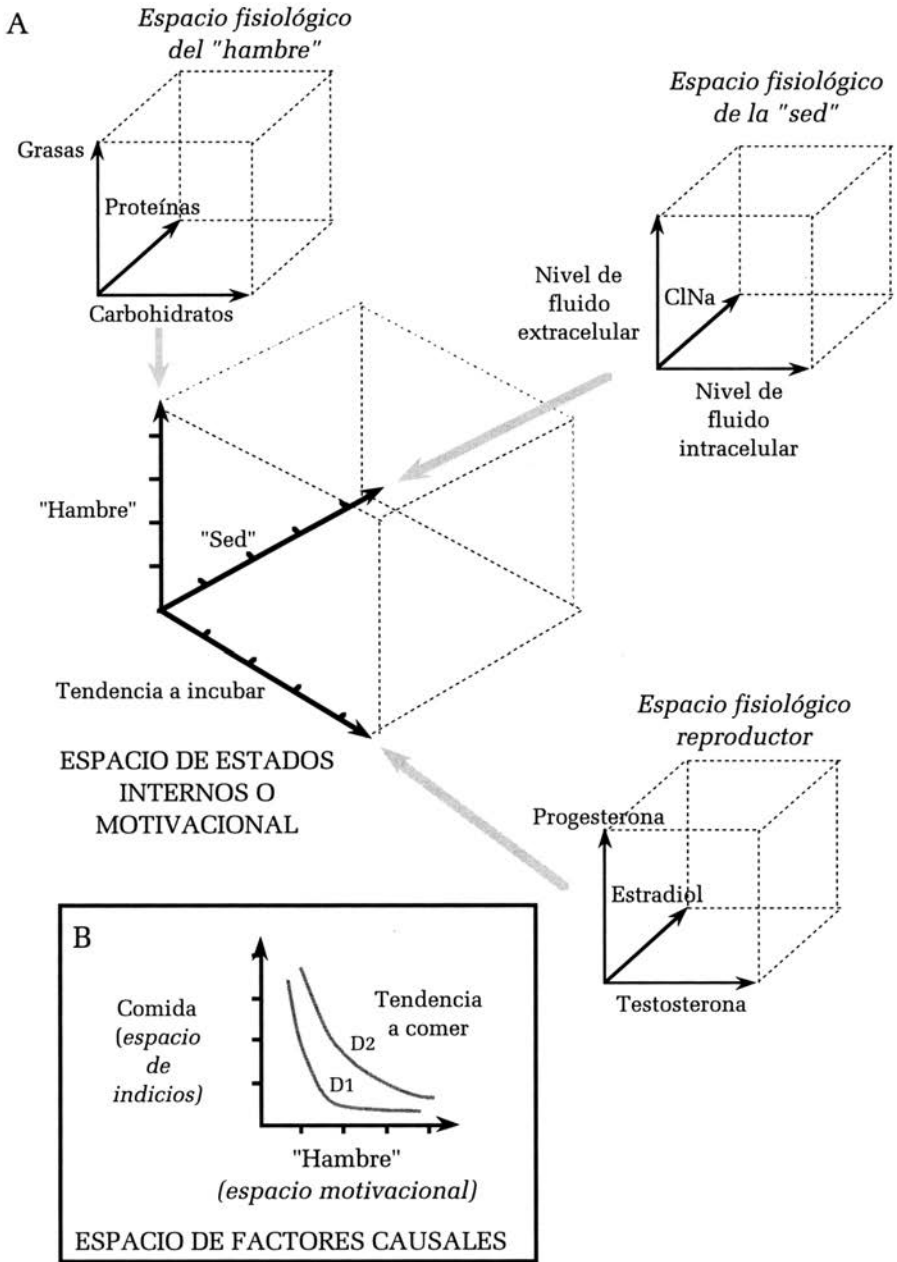 A
Espacio fisiológico
del "hambre"
Grasas
Proteínas
Carbohidratos
Espacio fisiológico
de la "sed"
Nivel de
fluido
extracelular
ClNa
Nivel de
fluido
intracelular
"Hambre"
"Sed"
Tendencia a incubar
ESPACIO DE ESTADOS
INTERNOS O
MOTIVACIONAL
Espacio fisiológico
reproductor
Progesterona
Estradiol
Testosterona
B
Comida
(espacio
de
indicios)
Tendencia
a comer
D2
D1
"Hambre"
(espacio motivacional)
ESPACIO DE FACTORES CAUSALES